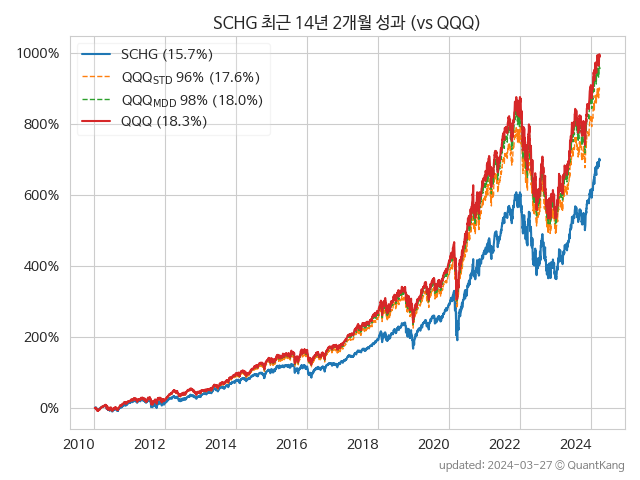 SCHG 최근 14년 2개월 성과 (vs QQQ)
SCHG (15.7%)
QQQSTD 96% (17.6%)
QQQMDD 98% (18.0%)
QQQ (18.3%)
1000%
800%
600%
400%
200%
0%
2010 2012 2014 2016 2018 2020 2022 2024
updated: 2024-03-27 © QuantKang